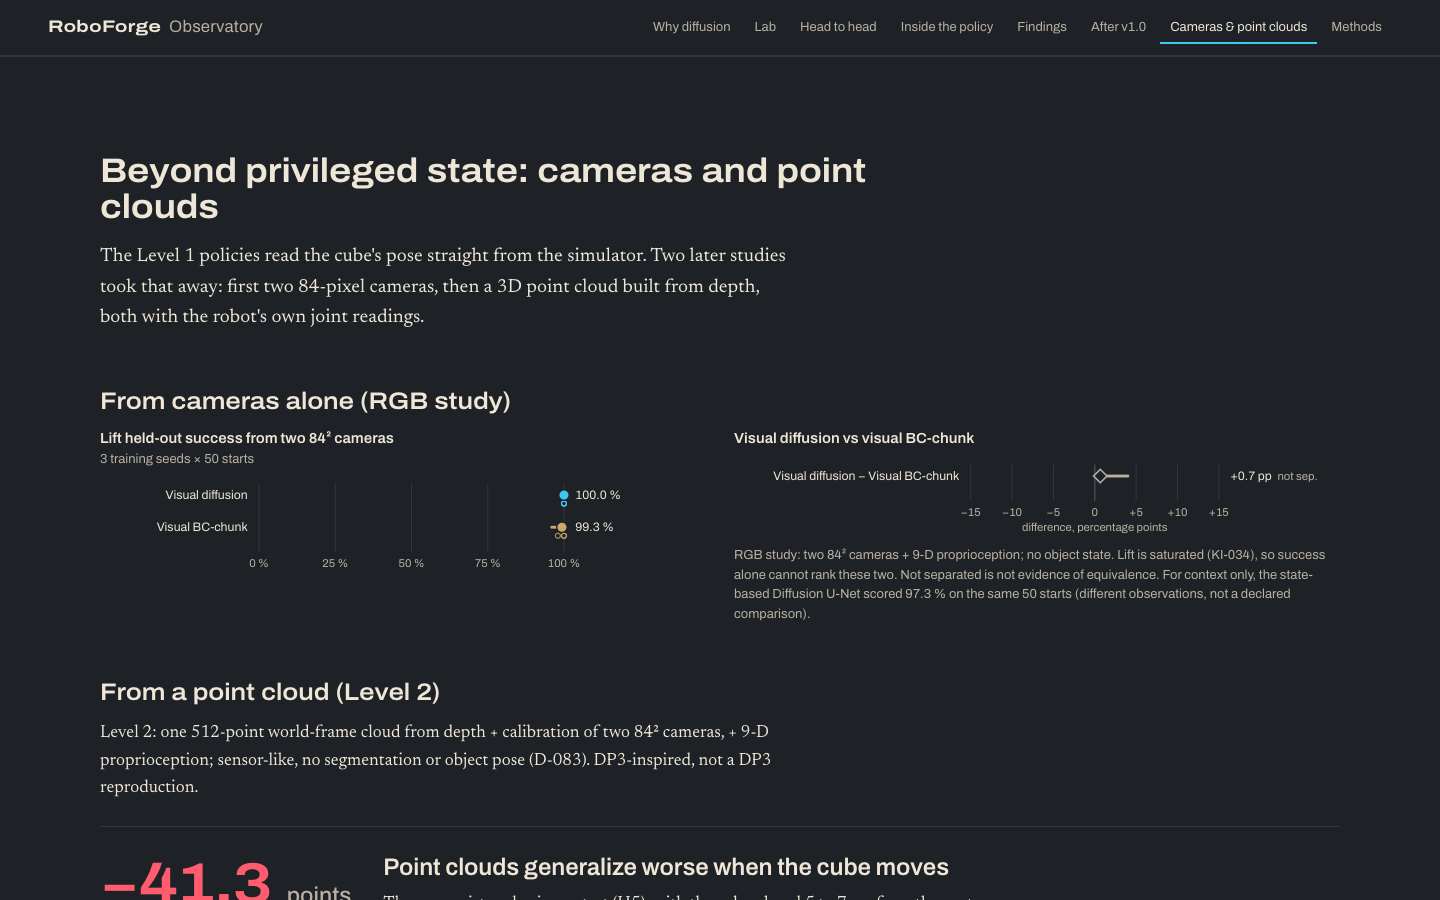 RoboForge Observatory
Why diffusion Lab Head to head Inside the policy Findings After v1.0 Cameras & point clouds Methods
Beyond privileged state: cameras and point
clouds
The Level 1 policies read the cube's pose straight from the simulator. Two later studies
took that away: first two 84-pixel cameras, then a 3D point cloud built from depth,
both with the robot's own joint readings.
From cameras alone (RGB study)
Lift held-out success from two 84² cameras
3 training seeds × 50 starts
Visual diffusion 100.0 %
Visual BC-chunk 99.3 %
0 % 25 % 50 % 75 % 100 %
Visual diffusion vs visual BC-chunk
Visual diffusion − Visual BC-chunk +0.7 pp not sep.
−15 −10 −5 0 +5 +10 +15
difference, percentage points
RGB study: two 84² cameras + 9-D proprioception; no object state. Lift is saturated (KI-034), so success
alone cannot rank these two. Not separated is not evidence of equivalence. For context only, the state-
based Diffusion U-Net scored 97.3 % on the same 50 starts (different observations, not a declared
comparison).
From a point cloud (Level 2)
Level 2: one 512-point world-frame cloud from depth + calibration of two 84² cameras, + 9-D
proprioception; sensor-like, no segmentation or object pose (D-083). DP3-inspired, not a DP3
reproduction.
−41.3 points
Point clouds generalize worse when the cube moves